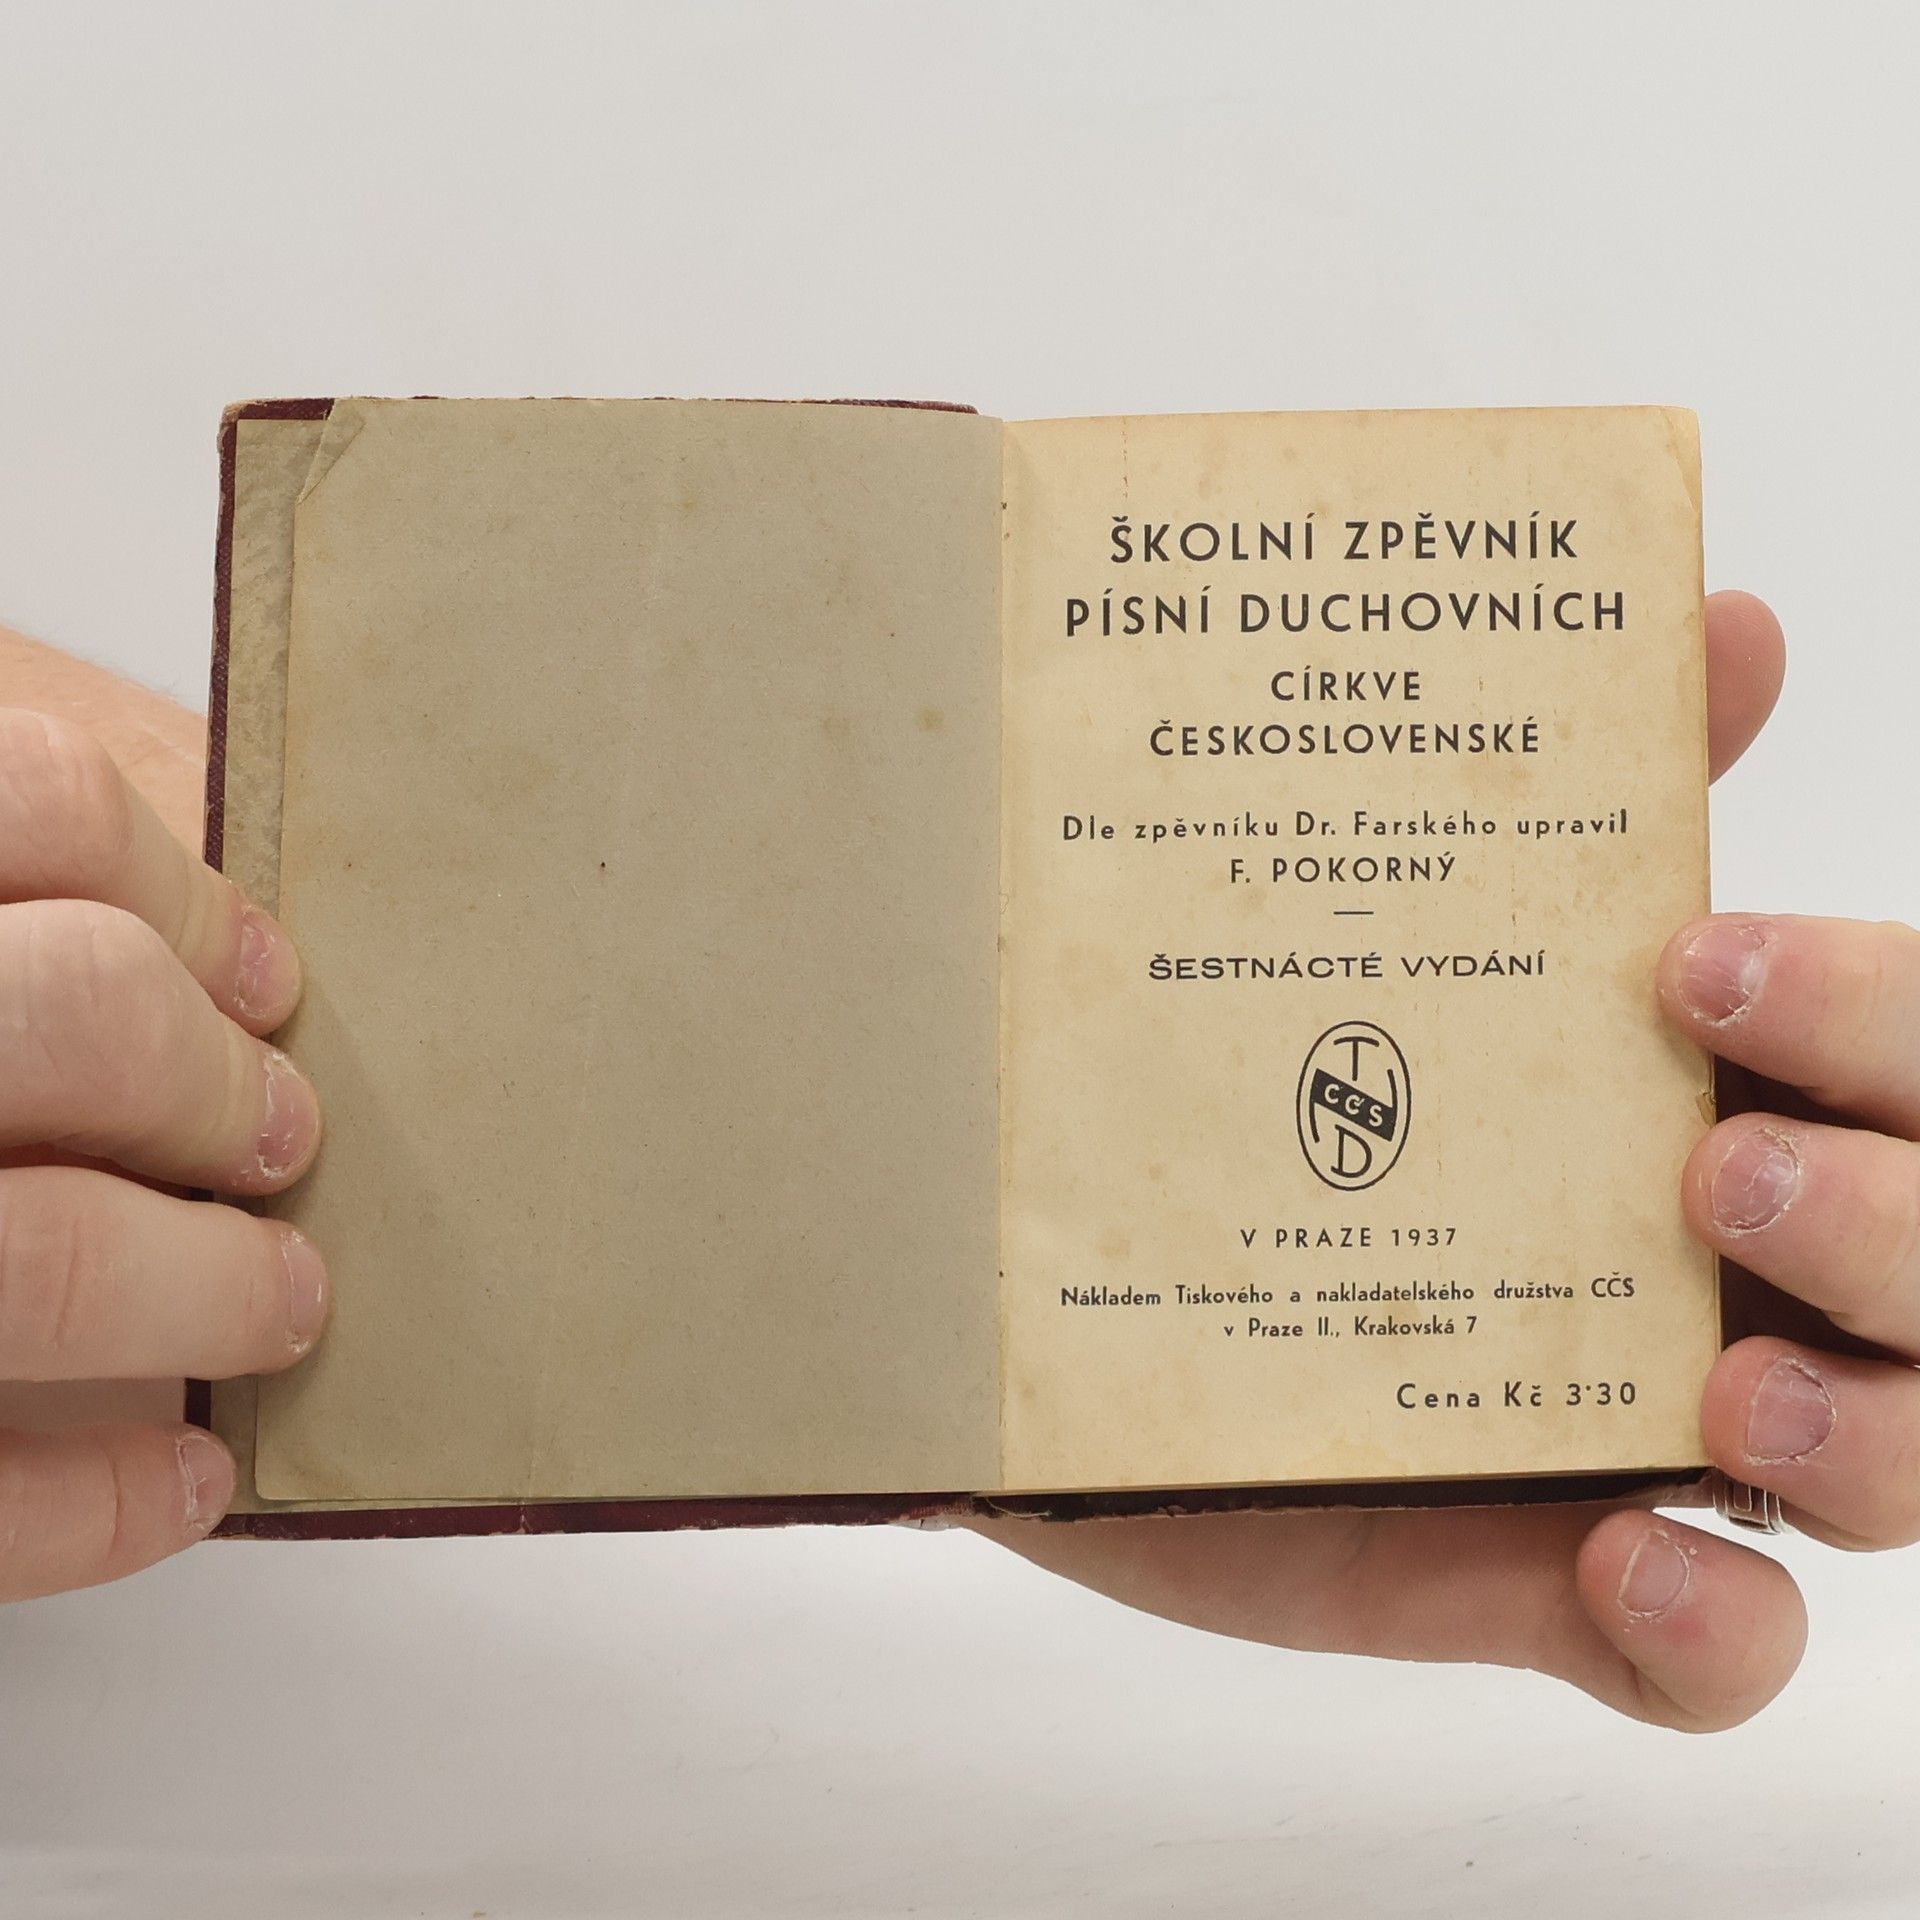 ŠKOLNÍ ZPĚVNÍK
PÍSNÍ DUCHOVNÍCH
CÍRKVE
ČESKOSLOVENSKÉ
Dle zpěvníku Dr. Farského upravil
F. POKORNÝ
ŠESTNÁCTÉ VYDÁNÍ
T
CČS
N
D
V PRAZE 1937
Nákladem Tiskového a nakladatelského družstva CČS
v Praze II., Krakovská 7
Cena Kč 3·30